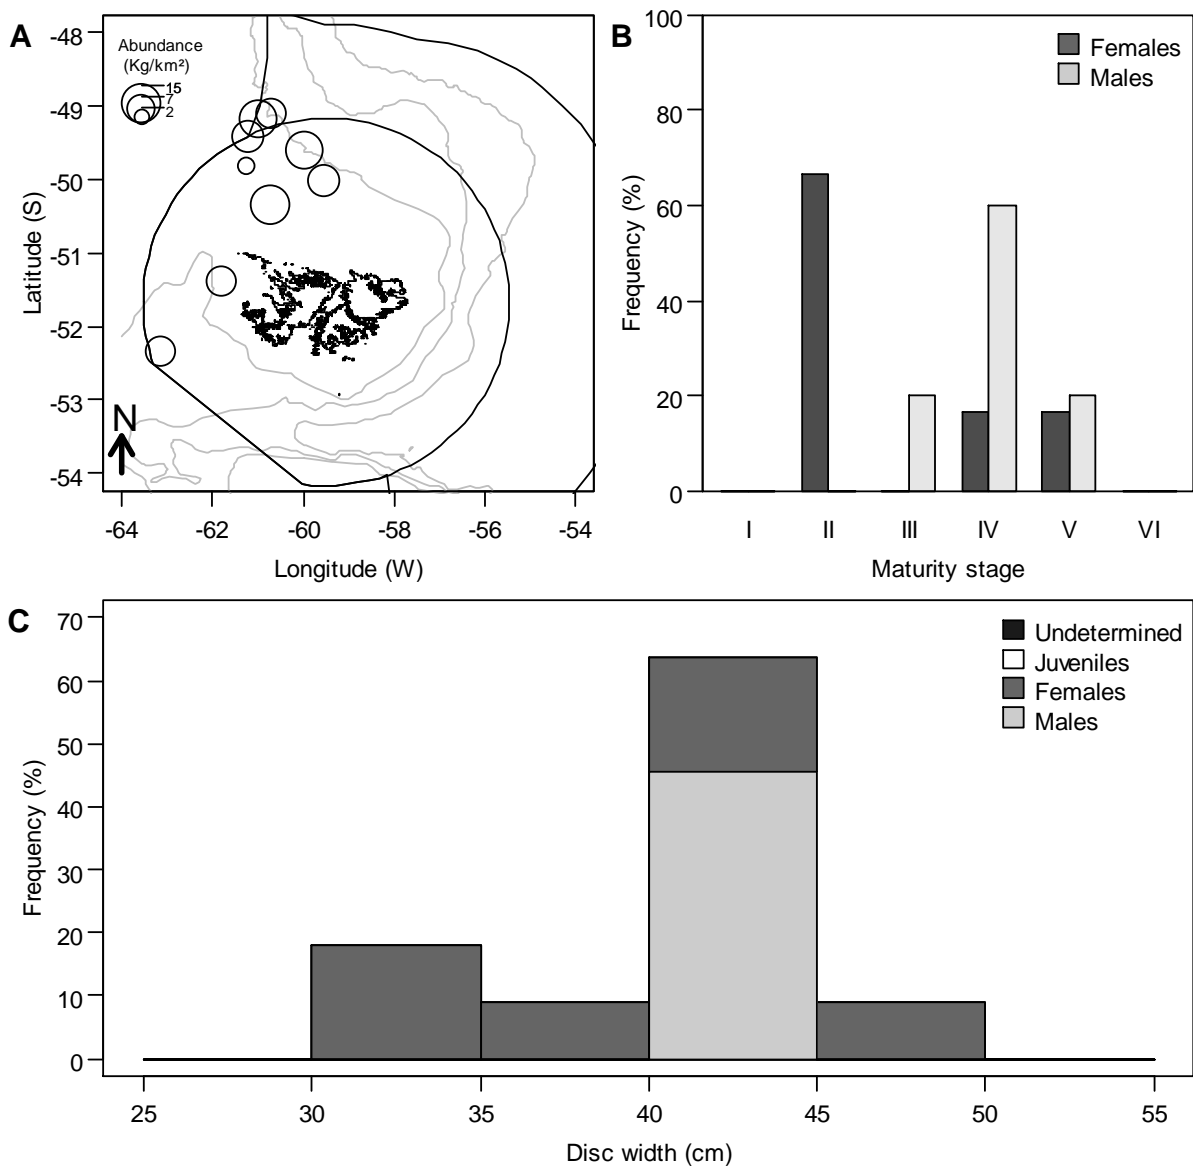 A
Abundance
(Kg/km²)
15
7
2
-48
-49
-50
-51
-52
-53
-54
Latitude (S)
N
-64
-62
-60
-58
-56
-54
Longitude (W)
B
100
80
60
40
20
0
Frequency (%)
Females
Males
I
II
III
IV
V
VI
Maturity stage
C
70
60
50
40
30
20
10
0
Frequency (%)
Undetermined
Juveniles
Females
Males
25
30
35
40
45
50
55
Disc width (cm)